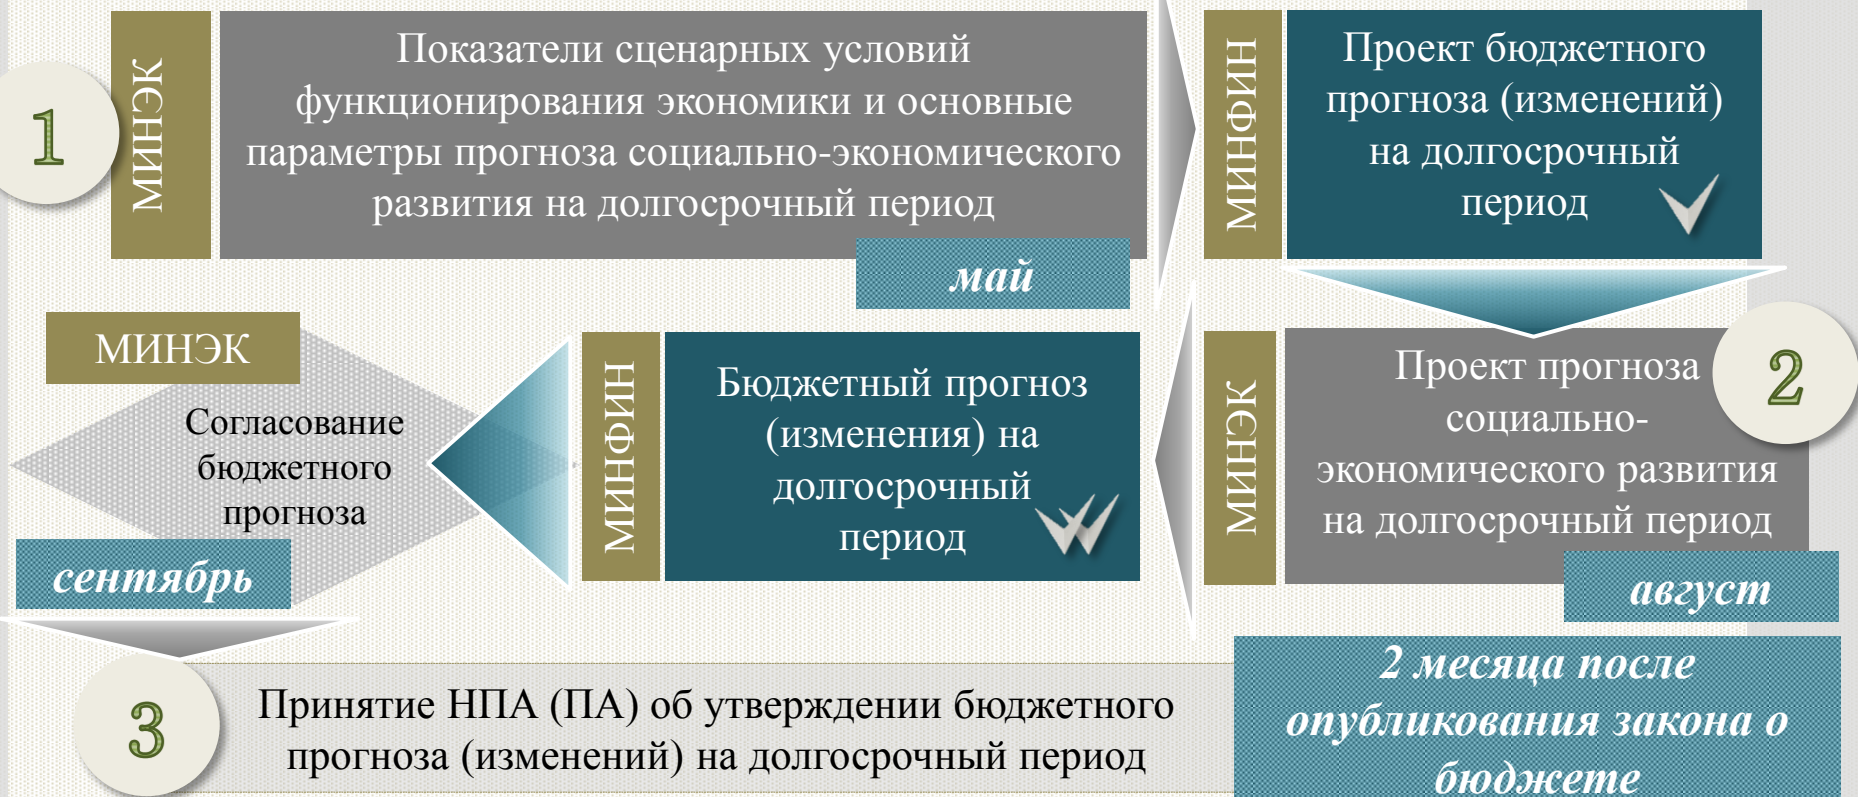 1
МИНЭК
Показатели сценарных условий
функционирования экономики и основные
параметры прогноза социально-экономического
развития на долгосрочный период
май
МИНФИН
Проект бюджетного
прогноза (изменений)
на долгосрочный
период
2
МИНЭК
Проект прогноза
социально-
экономического развития
на долгосрочный период
август
МИНФИН
Бюджетный прогноз
(изменения) на
долгосрочный
период
МИНЭК
Согласование
бюджетного
прогноза
сентябрь
3
Принятие НПА (ПА) об утверждении бюджетного
прогноза (изменений) на долгосрочный период
2 месяца после
опубликования закона о
бюджете